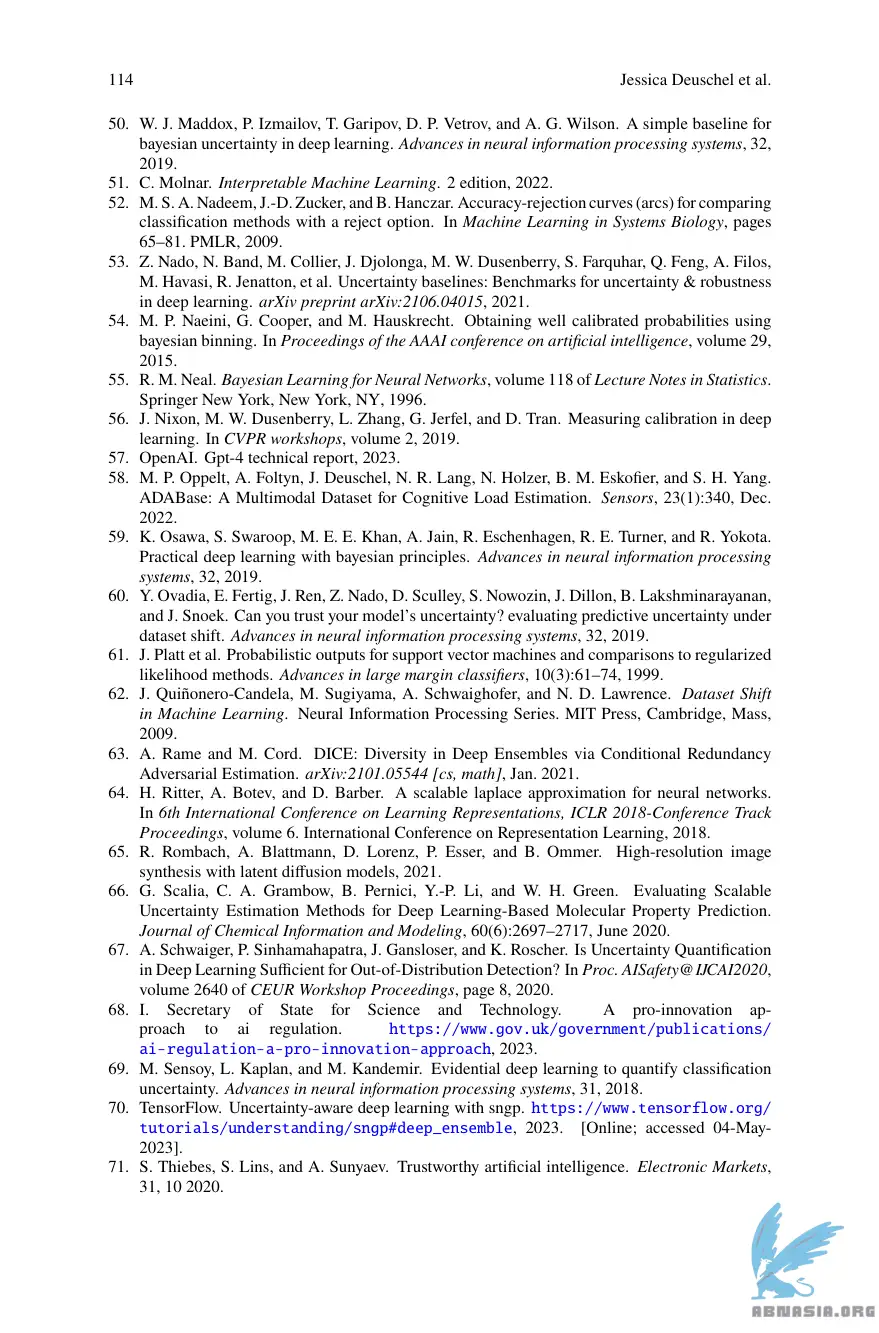 114 Jessica Deuschel et al.
50. W. J. Maddox, P. Izmailov, T. Garipov, D. P. Vetrov, and A. G. Wilson. A simple baseline for
bayesian uncertainty in deep learning. Advances in neural information processing systems, 32,
2019.
51. C. Molnar. Interpretable Machine Learning. 2 edition, 2022.
52. M. S. A. Nadeem, J.-D. Zucker, and B. Hanczar. Accuracy-rejection curves (arcs) for comparing
classification methods with a reject option. In Machine Learning in Systems Biology, pages
65–81. PMLR, 2009.
53. Z. Nado, N. Band, M. Collier, J. Djolonga, M. W. Dusenberry, S. Farquhar, Q. Feng, A. Filos,
M. Havasi, R. Jenatton, et al. Uncertainty baselines: Benchmarks for uncertainty & robustness
in deep learning. arXiv preprint arXiv:2106.04015, 2021.
54. M. P. Naeini, G. Cooper, and M. Hauskrecht. Obtaining well calibrated probabilities using
bayesian binning. In Proceedings of the AAAI conference on artificial intelligence, volume 29,
2015.
55. R. M. Neal. Bayesian Learning for Neural Networks, volume 118 of Lecture Notes in Statistics.
Springer New York, New York, NY, 1996.
56. J. Nixon, M. W. Dusenberry, L. Zhang, G. Jerfel, and D. Tran. Measuring calibration in deep
learning. In CVPR workshops, volume 2, 2019.
57. OpenAI. Gpt-4 technical report, 2023.
58. M. P. Oppelt, A. Foltyn, J. Deuschel, N. R. Lang, N. Holzer, B. M. Eskofier, and S. H. Yang.
ADABase: A Multimodal Dataset for Cognitive Load Estimation. Sensors, 23(1):340, Dec.
2022.
59. K. Osawa, S. Swaroop, M. E. E. Khan, A. Jain, R. Eschenhagen, R. E. Turner, and R. Yokota.
Practical deep learning with bayesian principles. Advances in neural information processing
systems, 32, 2019.
60. Y. Ovadia, E. Fertig, J. Ren, Z. Nado, D. Sculley, S. Nowozin, J. Dillon, B. Lakshminarayanan,
and J. Snoek. Can you trust your model's uncertainty? evaluating predictive uncertainty under
dataset shift. Advances in neural information processing systems, 32, 2019.
61. J. Platt et al. Probabilistic outputs for support vector machines and comparisons to regularized
likelihood methods. Advances in large margin classifiers, 10(3):61–74, 1999.
62. J. Quiñonero-Candela, M. Sugiyama, A. Schwaighofer, and N. D. Lawrence. Dataset Shift
in Machine Learning. Neural Information Processing Series. MIT Press, Cambridge, Mass,
2009.
63. A. Rame and M. Cord. DICE: Diversity in Deep Ensembles via Conditional Redundancy
Adversarial Estimation. arXiv:2101.05544 [cs, math], Jan. 2021.
64. H. Ritter, A. Botev, and D. Barber. A scalable laplace approximation for neural networks.
In 6th International Conference on Learning Representations, ICLR 2018-Conference Track
Proceedings, volume 6. International Conference on Representation Learning, 2018.
65. R. Rombach, A. Blattmann, D. Lorenz, P. Esser, and B. Ommer. High-resolution image
synthesis with latent diffusion models, 2021.
66. G. Scalia, C. A. Grambow, B. Pernici, Y.-P. Li, and W. H. Green. Evaluating Scalable
Uncertainty Estimation Methods for Deep Learning-Based Molecular Property Prediction.
Journal of Chemical Information and Modeling, 60(6):2697–2717, June 2020.
67. A. Schwaiger, P. Sinhamahapatra, J. Gansloser, and K. Roscher. Is Uncertainty Quantification
in Deep Learning Sufficient for Out-of-Distribution Detection? In Proc. AISafety@IJCAI2020,
volume 2640 of CEUR Workshop Proceedings, page 8, 2020.
68. I. Secretary of State for Science and Technology. A pro-innovation ap-
proach to ai regulation. https://www.gov.uk/government/publications/
ai-regulation-a-pro-innovation-approach, 2023.
69. M. Sensoy, L. Kaplan, and M. Kandemir. Evidential deep learning to quantify classification
uncertainty. Advances in neural information processing systems, 31, 2018.
70. TensorFlow. Uncertainty-aware deep learning with sngp. https://www.tensorflow.org/
tutorials/understanding/sngp#deep_ensemble, 2023. [Online; accessed 04-May-
2023].
71. S. Thiebes, S. Lins, and A. Sunyaev. Trustworthy artificial intelligence. Electronic Markets,
31, 10 2020.
ABNASIA.ORG